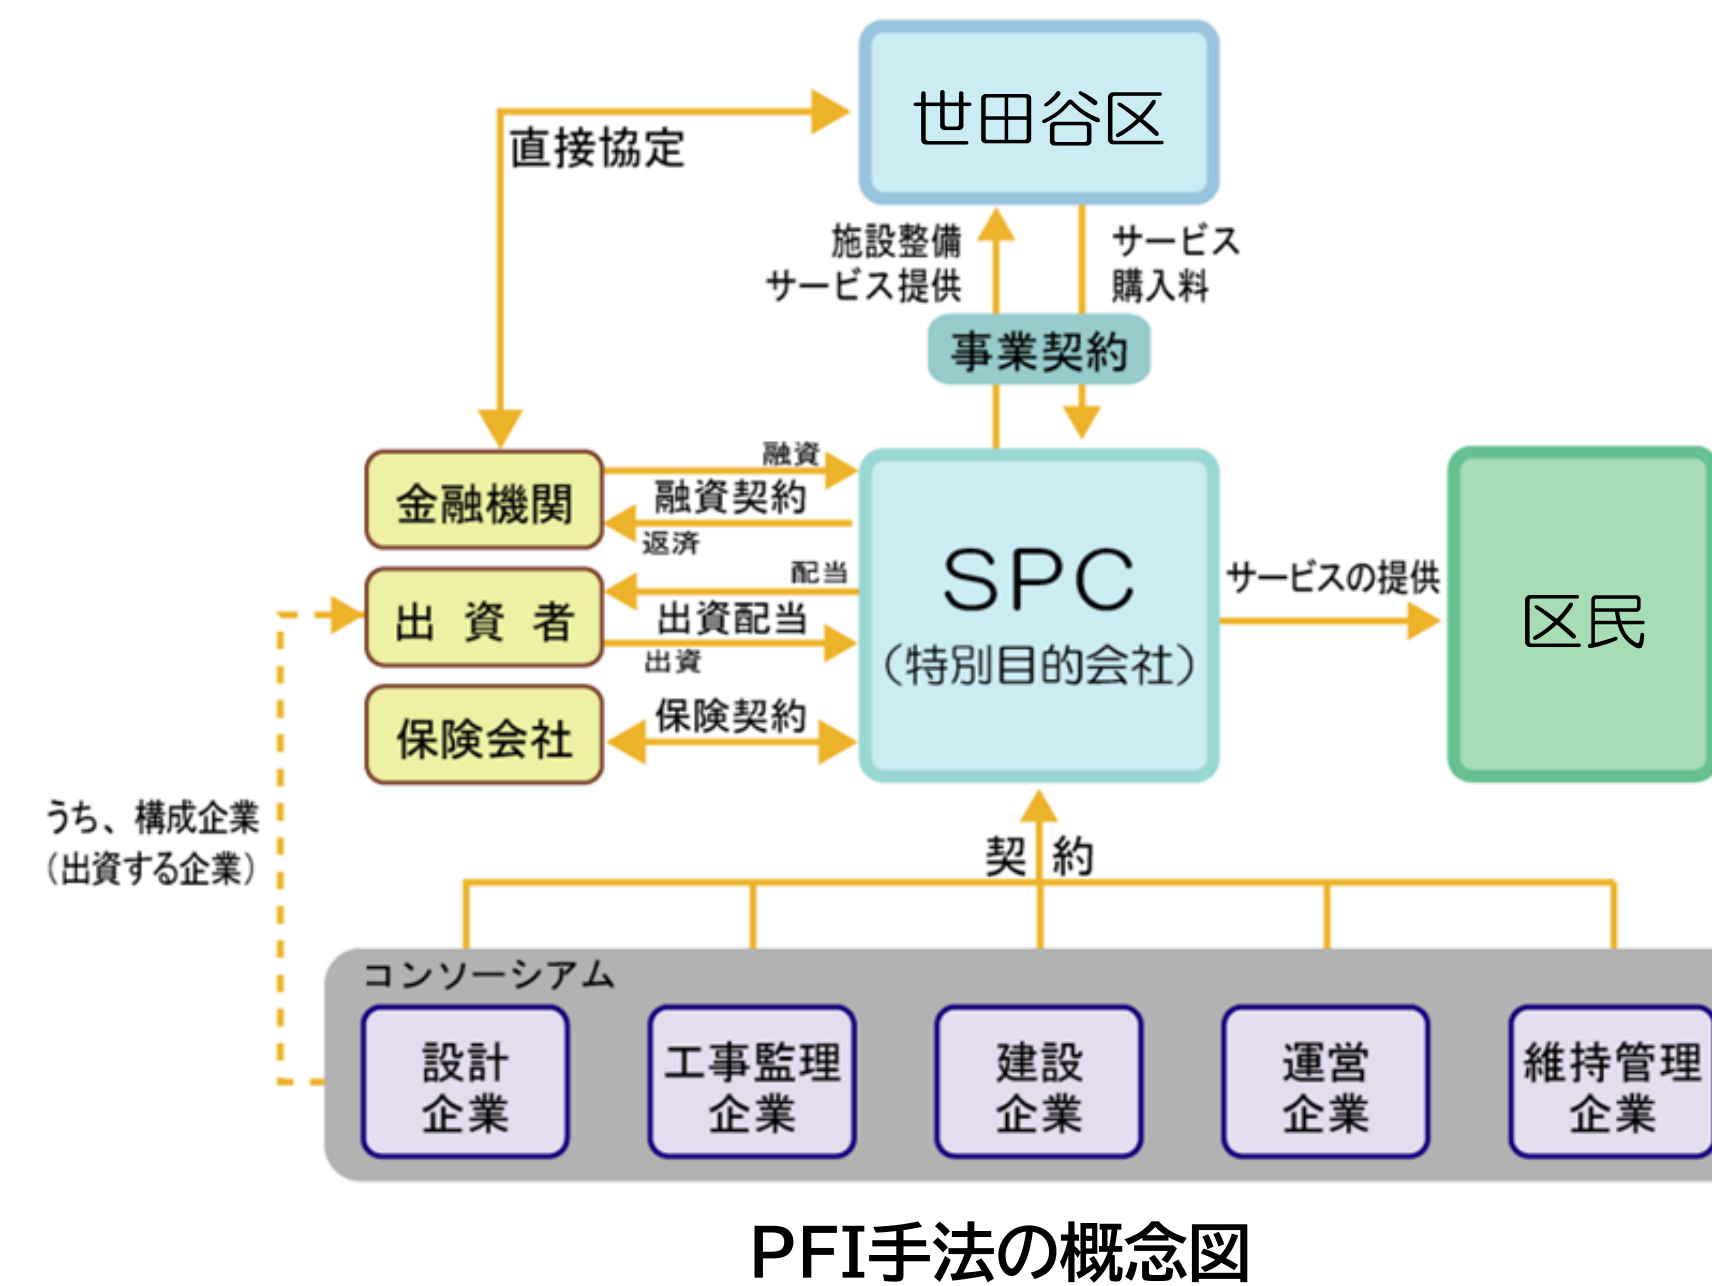 世田谷区
直接協定
施設整備
サービス提供
サービス
購入料
事業契約
金融機関
融資
融資契約
返済
出資者
配当
出資配当
出資
保険会社
保険契約
SPC
（特別目的会社）
サービスの提供
区民
うち、構成企業
（出資する企業）
契約
コンソーシアム
設計
企業
工事監理
企業
建設
企業
運営
企業
維持管理
企業
PFI手法の概念図